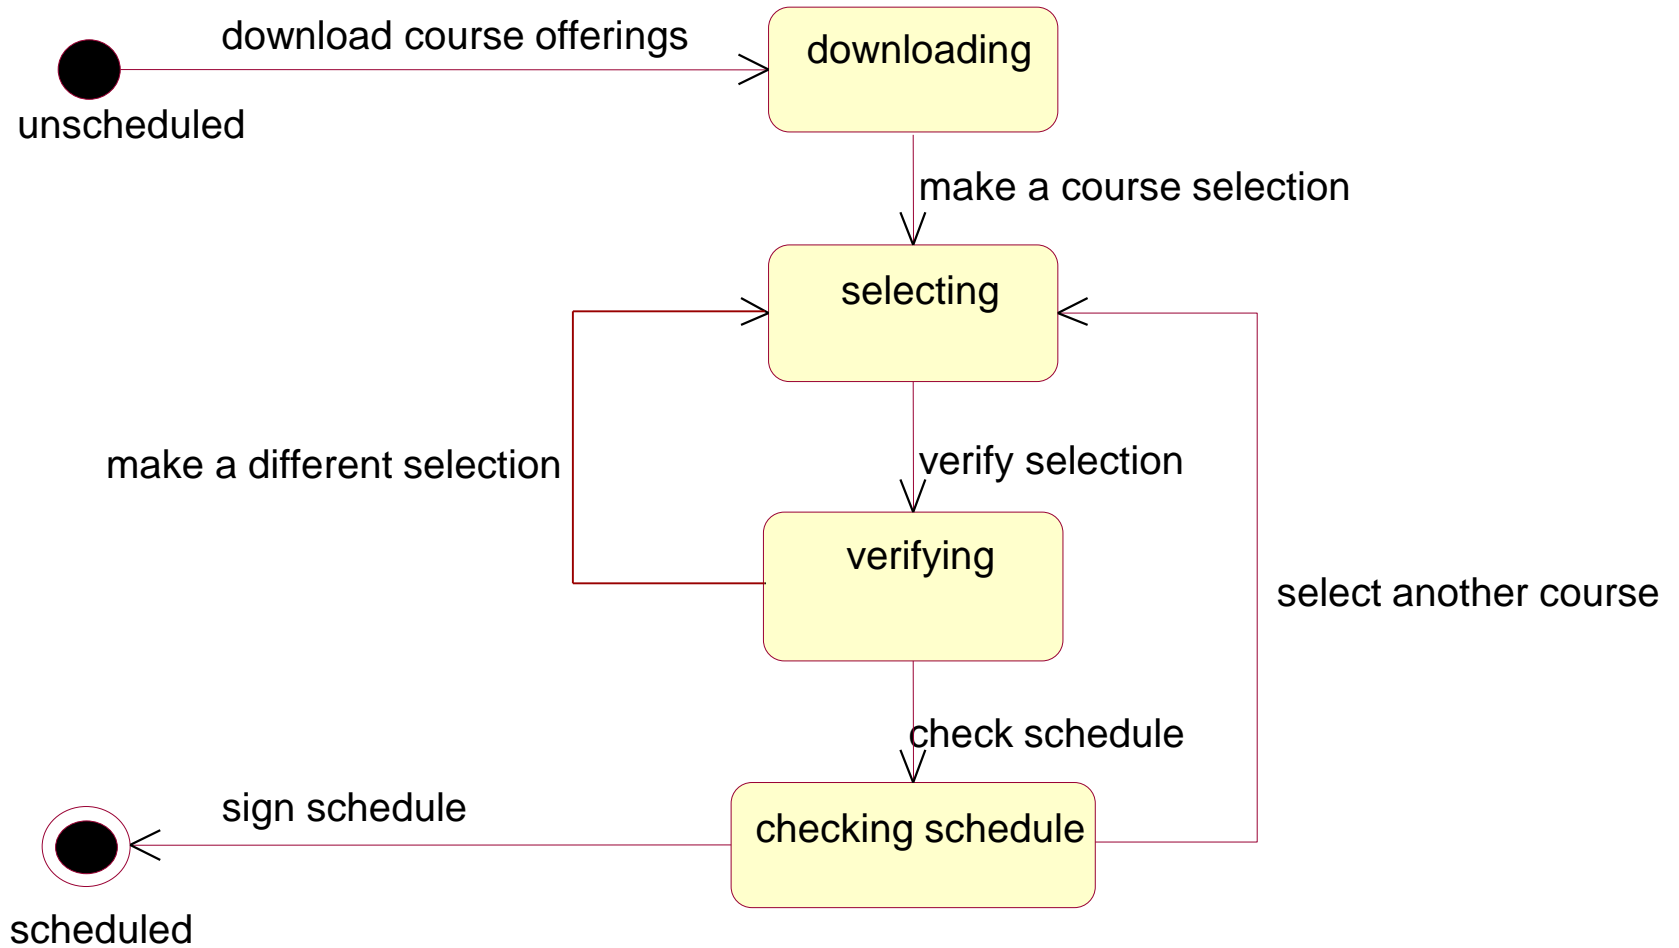 download course offerings
downloading
unscheduled
make a course selection
selecting
make a different selection
verify selection
verifying
select another course
check schedule
sign schedule
checking schedule
scheduled